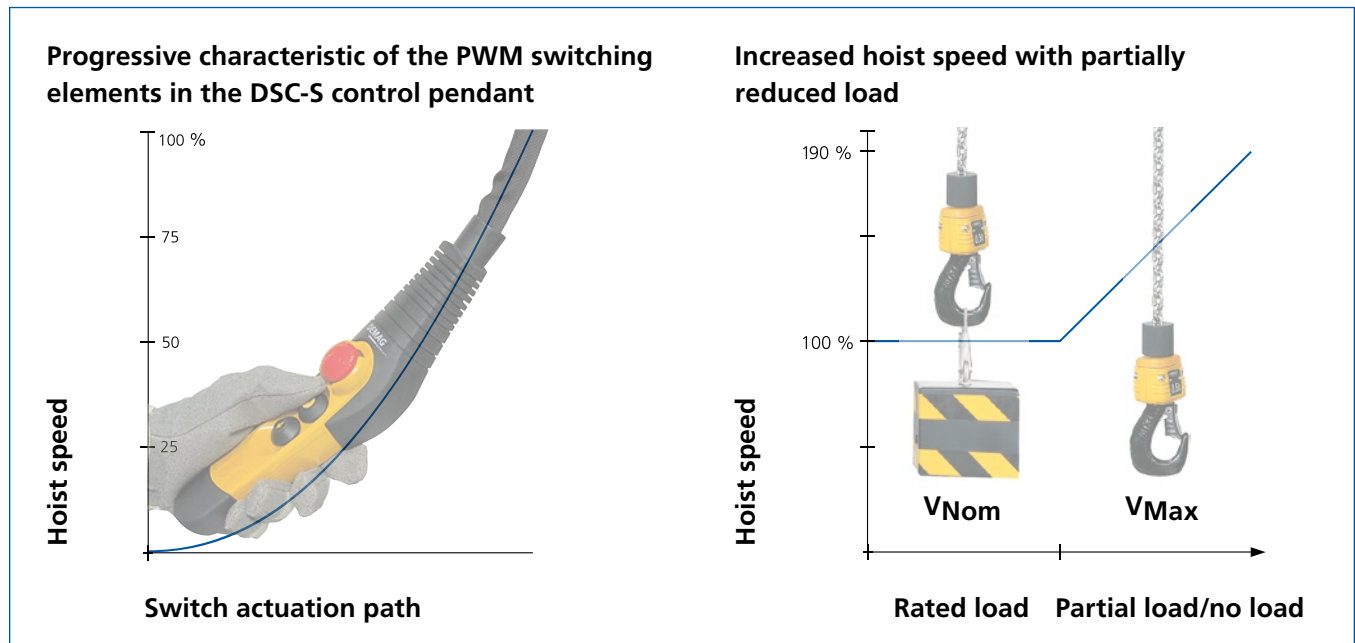 Progressive characteristic of the PWM switching
elements in the DSC-S control pendant
100 %
75
50
25
Hoist speed
DEMAG
Switch actuation path
Increased hoist speed with partially
reduced load
190 %
100 %
Hoist speed
VNom
VMax
Rated load
Partial load/no load